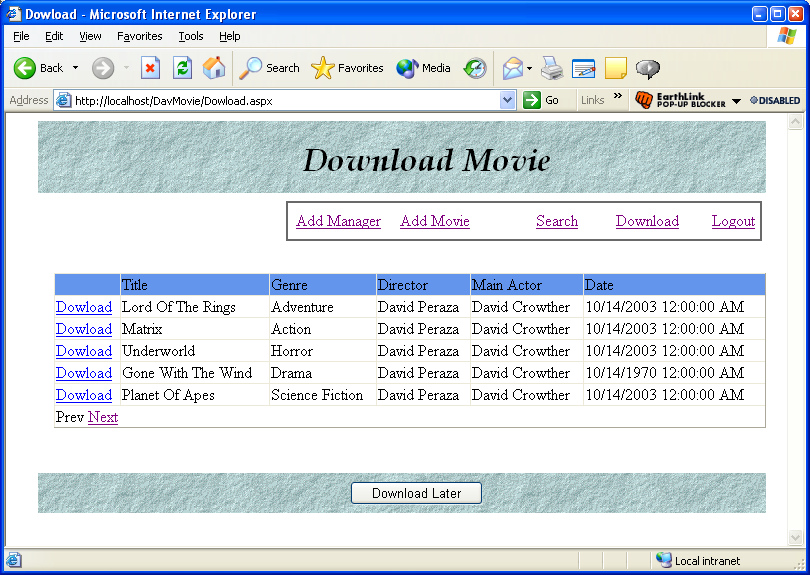 Dowload - Microsoft Internet Explorer
File Edit View Favorites Tools Help
Back Search Favorites Media
Address http://localhost/DavMovie/Dowload.aspx Go Links » EarthLink POP-UP BLOCKER DISABLED
Download Movie
Add Manager Add Movie Search Download Logout
Title Genre Director Main Actor Date
Dowload Lord Of The Rings Adventure David Peraza David Crowther 10/14/2003 12:00:00 AM
Dowload Matrix Action David Peraza David Crowther 10/14/2003 12:00:00 AM
Dowload Underworld Horror David Peraza David Crowther 10/14/2003 12:00:00 AM
Dowload Gone With The Wind Drama David Peraza David Crowther 10/14/1970 12:00:00 AM
Dowload Planet Of Apes Science Fiction David Peraza David Crowther 10/14/2003 12:00:00 AM
Prev Next
Download Later
Local intranet